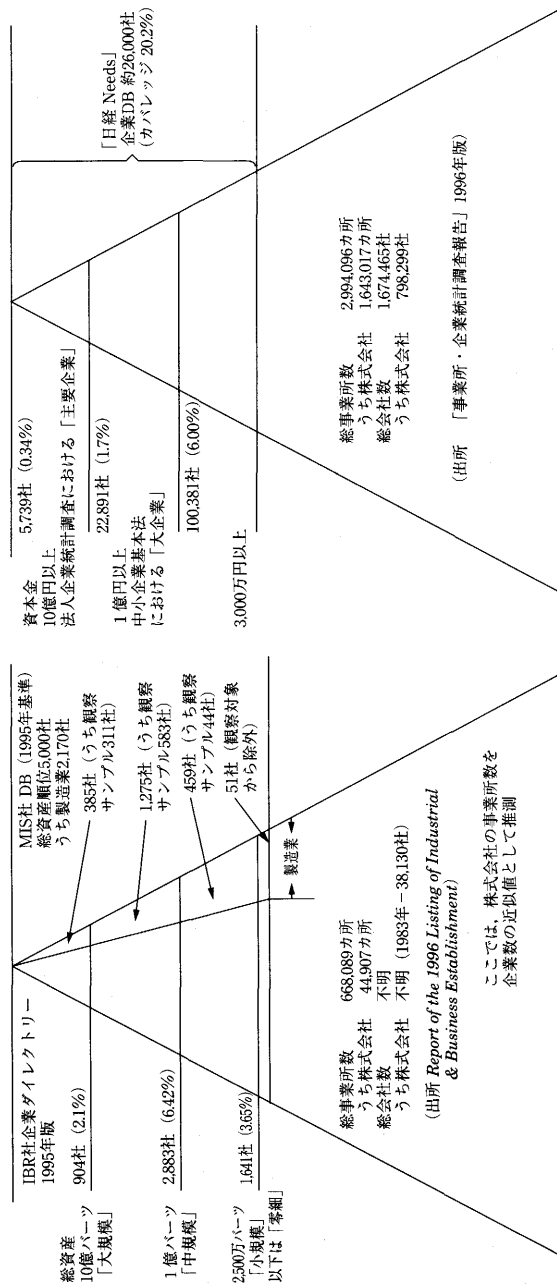 IBR社企業ダイレクトリー
1995年版
総資産
10億バーツ
「大規模」
904社 (2.1%)
1億バーツ
「中規模」
2,883社 (6.42%)
2,500万バーツ
「小規模」
以下は「零細」
1,641社 (3.65%)
MIS社 DB (1995年基準)
総資産順位5,000社
うち製造業2,170社
385社 (うち観察
サンプル311社)
1,275社 (うち観察
サンプル583社)
459社 (うち観察
サンプル44社)
51社 (観察対象
から除外)
製造業
総事業所数 668,089カ所
うち株式会社 44,907カ所
総会社数 不明
うち株式会社 不明 (1983年－38,130社)
(出所 Report of the 1996 Listing of Industrial
& Business Establishment)
ここでは，株式会社の事業所数を
企業数の近似値として推測
資本金
10億円以上
法人企業統計調査における「主要企業」
5,739社 (0.34%)
22,891社 (1.7%)
1億円以上
中小企業基本法
における「大企業」
100,381社 (6.00%)
3,000万円以上
「日経 Needs」
企業DB 約26,000社
(カバレッジ 20.2%)
総事業所数 2,994,096カ所
うち株式会社 1,643,017カ所
総会社数 1,674,465社
うち株式会社 798,299社
(出所 「事業所・企業統計調査報告」1996年版)